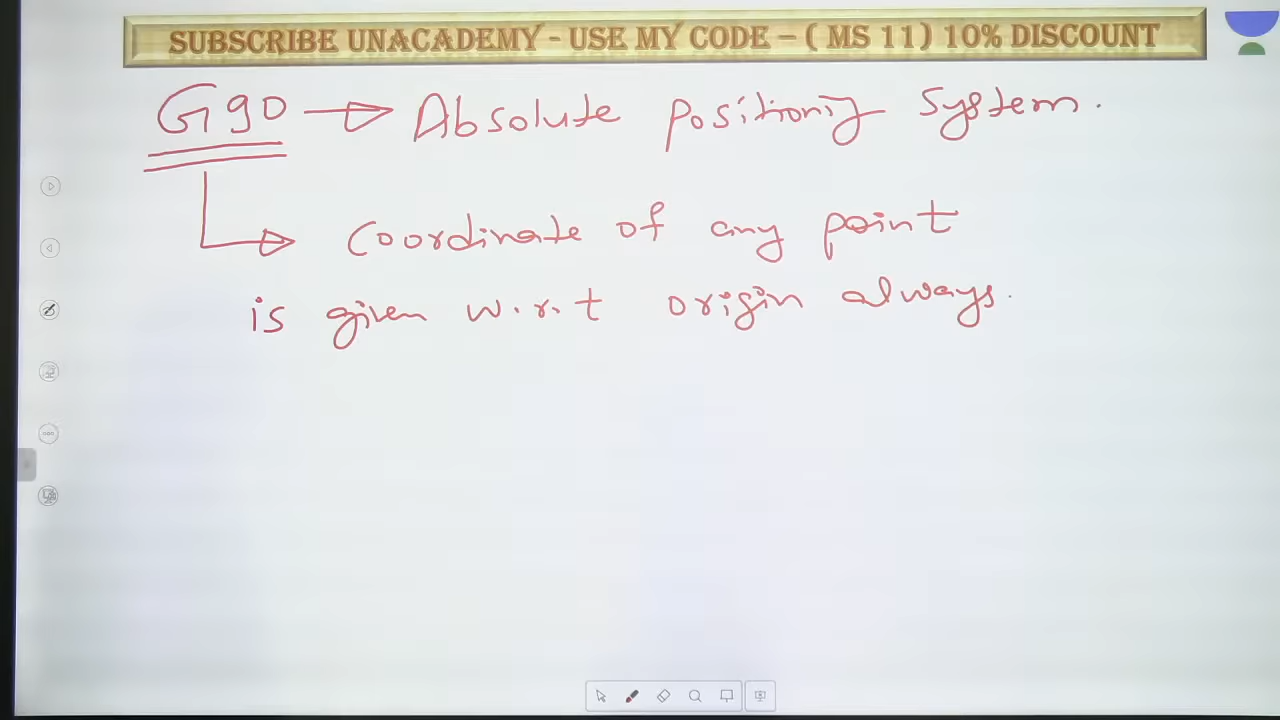 SUBSCRIBE UNACADEMY - USE MY CODE – ( MS 11) 10% DISCOUNT
G90 → Absolute positioning system.
↳ Coordinate of any point
is given w.r.t origin always.